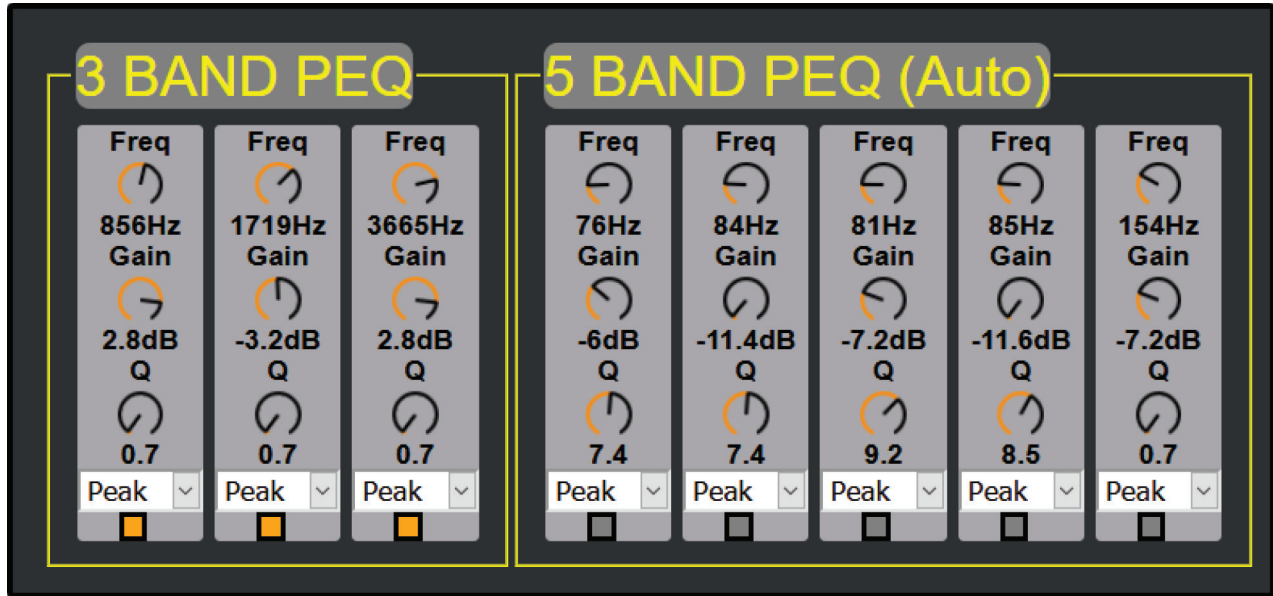 3 BAND PEQ
Freq Freq Freq
856Hz 1719Hz 3665Hz
Gain Gain Gain
2.8dB -3.2dB 2.8dB
Q Q Q
0.7 0.7 0.7
Peak Peak Peak
5 BAND PEQ (Auto)
Freq Freq Freq Freq Freq
76Hz 84Hz 81Hz 85Hz 154Hz
Gain Gain Gain Gain Gain
-6dB -11.4dB -7.2dB -11.6dB -7.2dB
Q Q Q Q Q
7.4 7.4 9.2 8.5 0.7
Peak Peak Peak Peak Peak